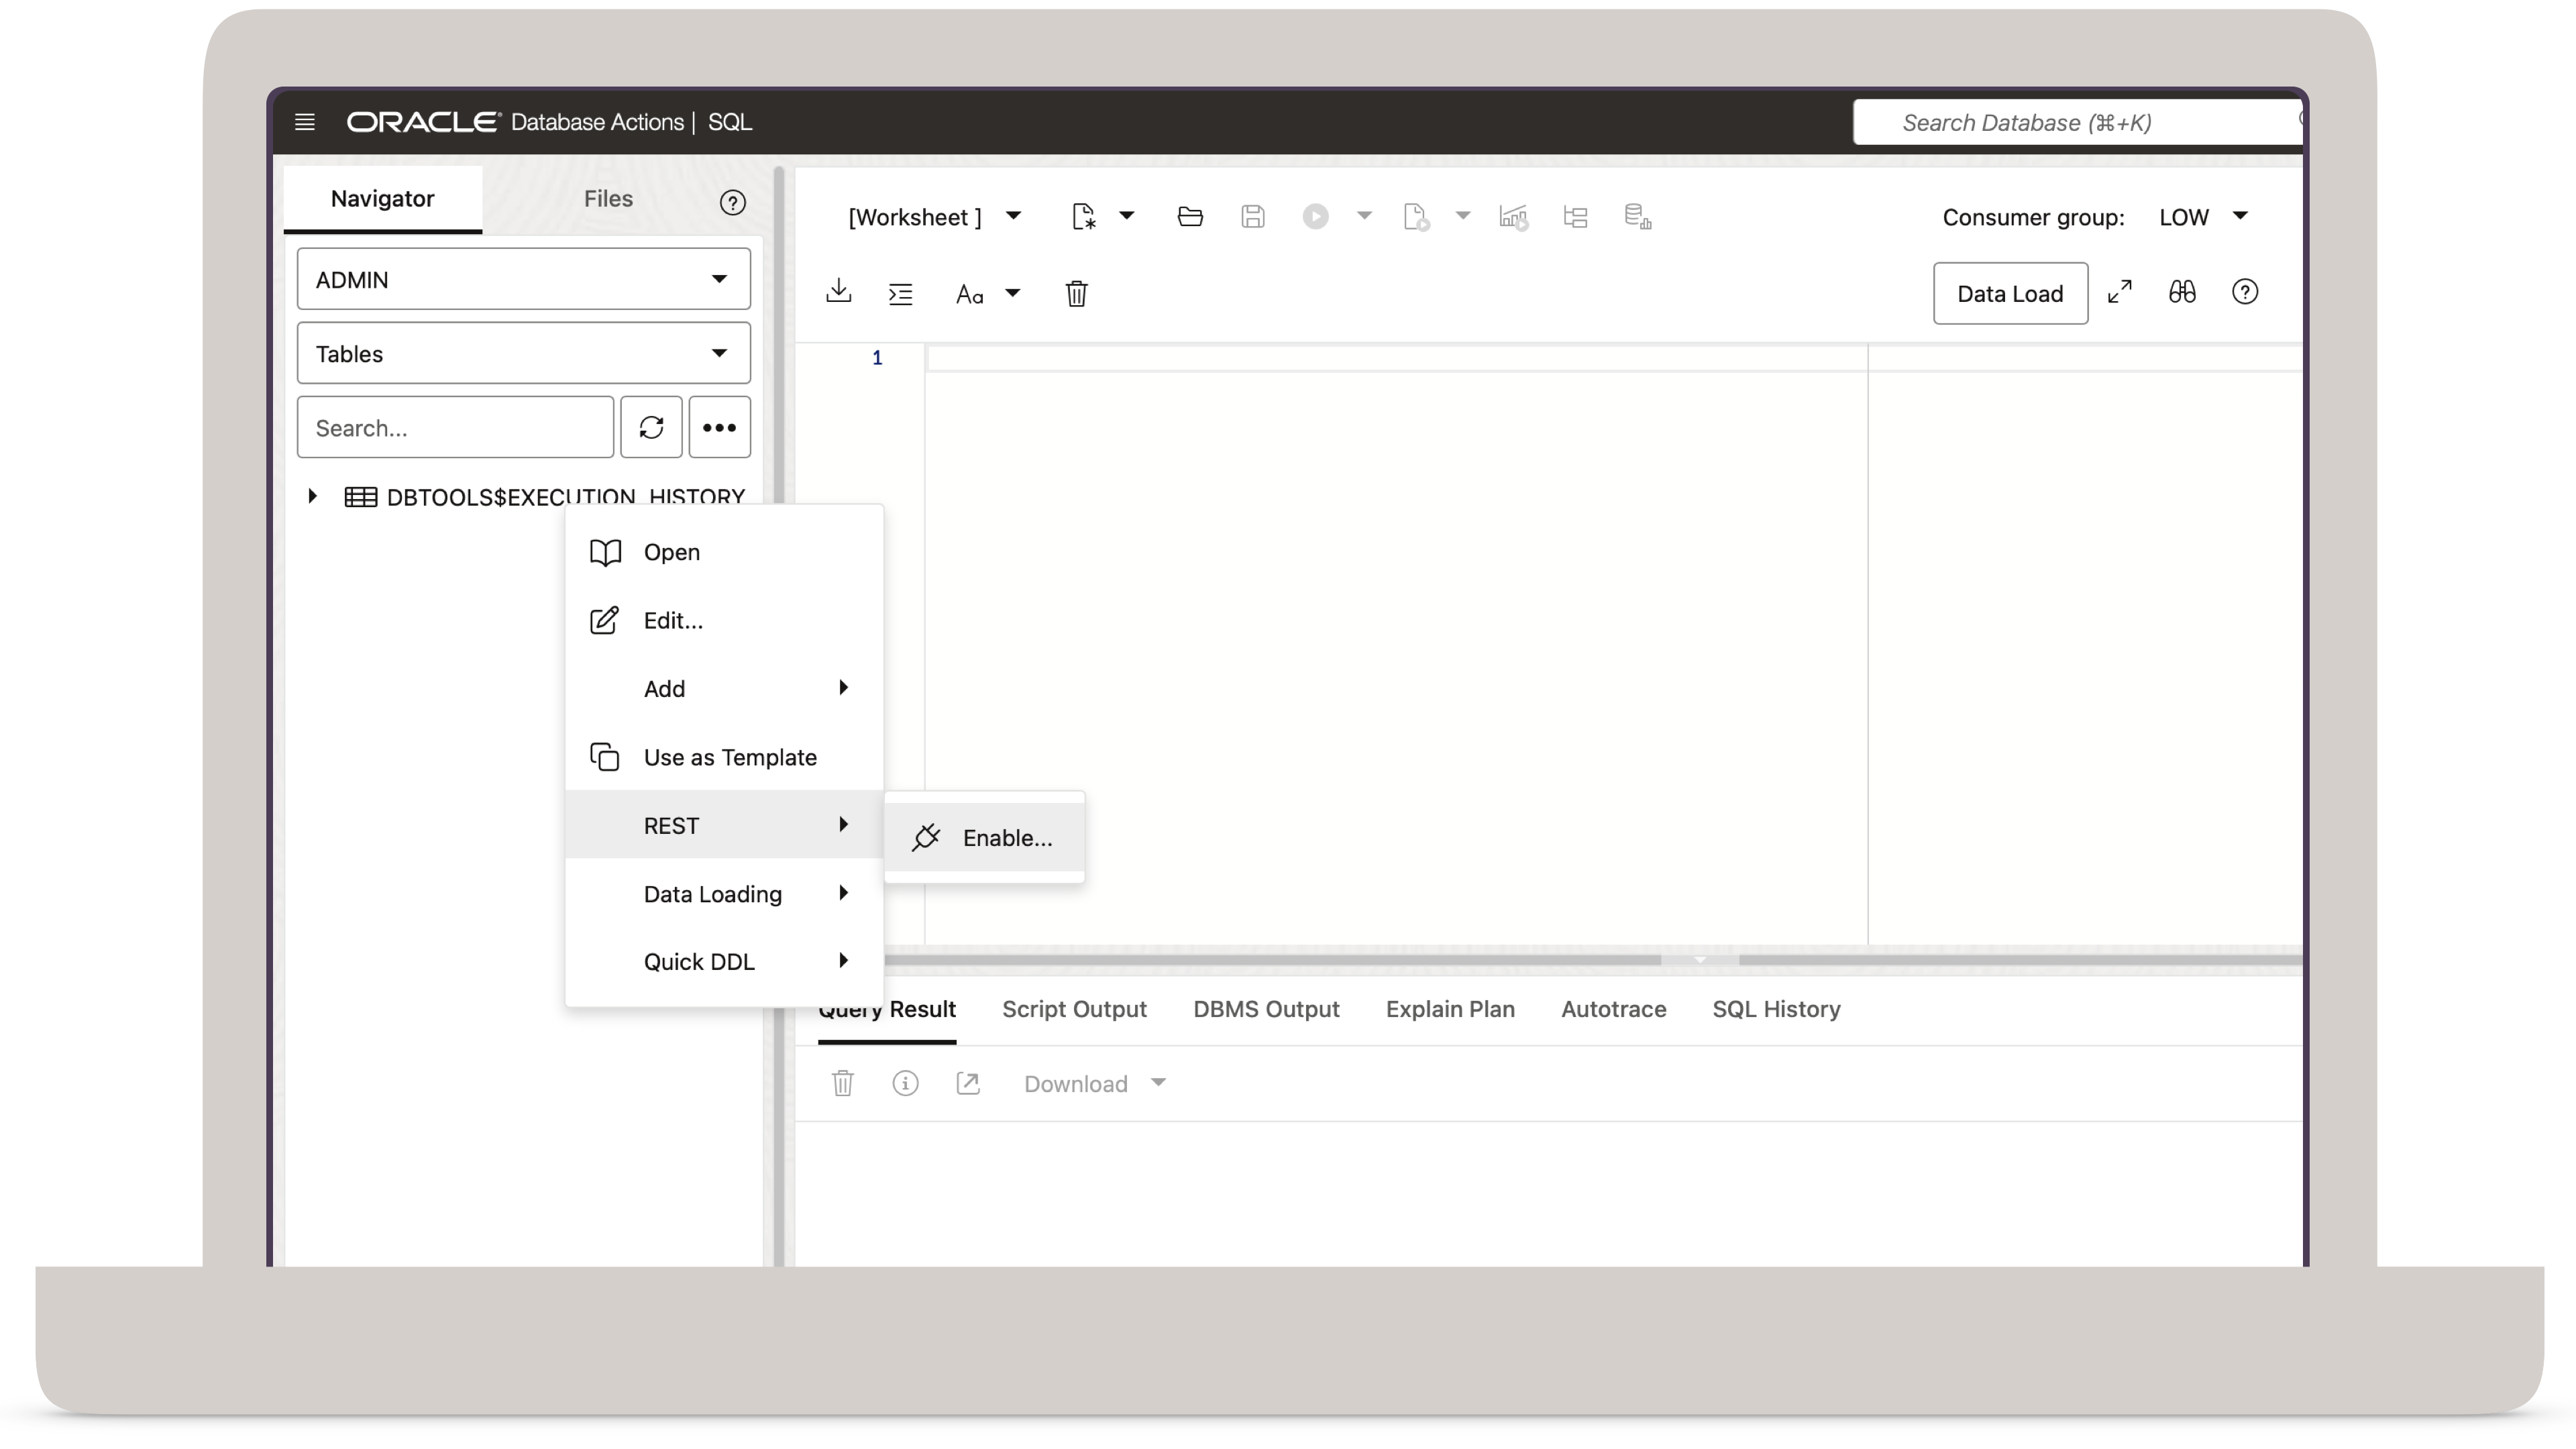 ORACLE® Database Actions | SQL
Search Database (⌘+K)
Navigator
Files
[Worksheet ]
Consumer group: LOW
ADMIN
Aa
Data Load
Tables
1
Search...
DBTOOLS$EXECUTION_HISTORY
Open
Edit...
Add
Use as Template
REST
Enable...
Data Loading
Quick DDL
Query Result
Script Output
DBMS Output
Explain Plan
Autotrace
SQL History
Download